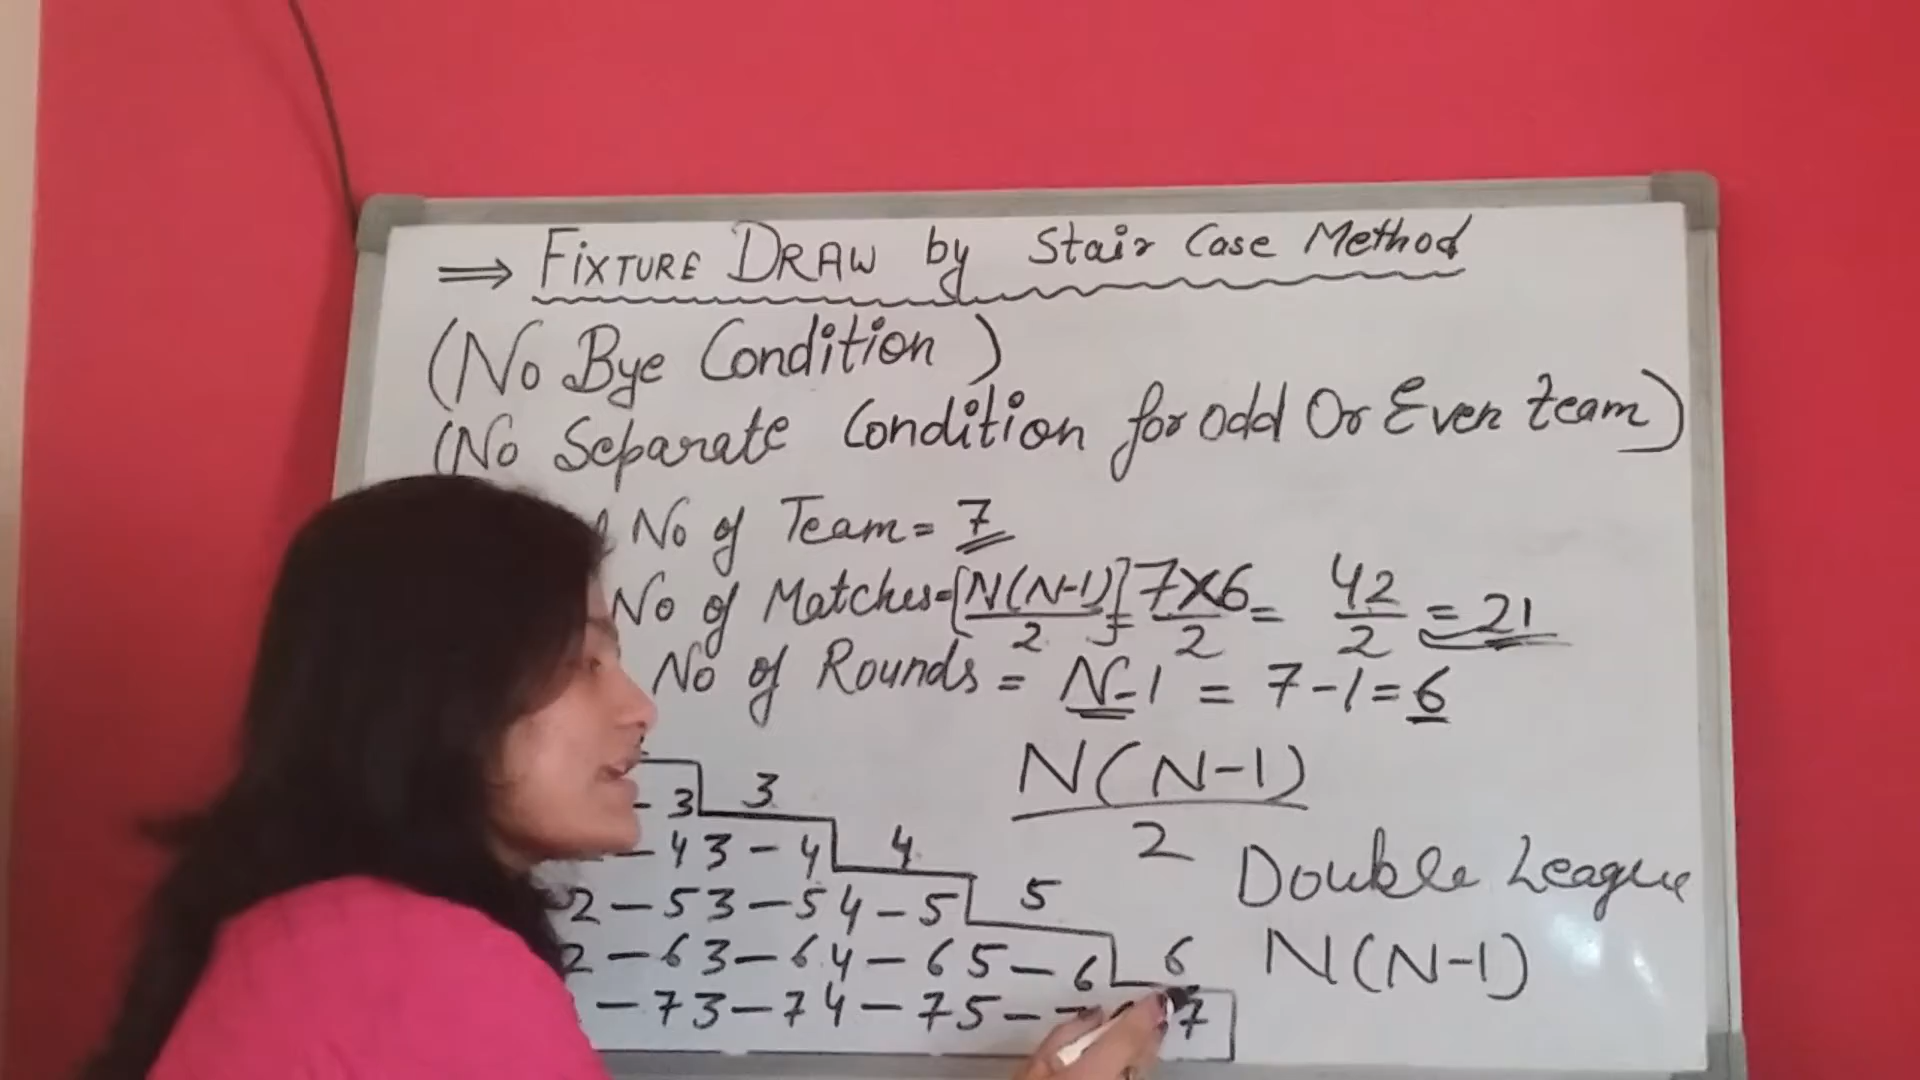 ⟹ FIXTURE DRAW by Stair Case Method
(No Bye Condition)
(No Separate Condition for odd Or Even team)
No of Team = 7
No of Matches = [N(N-1)/2] = 7X6/2 = 42/2 = 21
No of Rounds = N-1 = 7-1=6
N(N-1)/2
- 3 3
- 4 3 - 4 4
Double League
2 - 5 3 - 5 4 - 5 5
N(N-1)
2 - 6 3 - 6 4 - 6 5 - 6 6
- 7 3 - 7 4 - 7 5 - 7